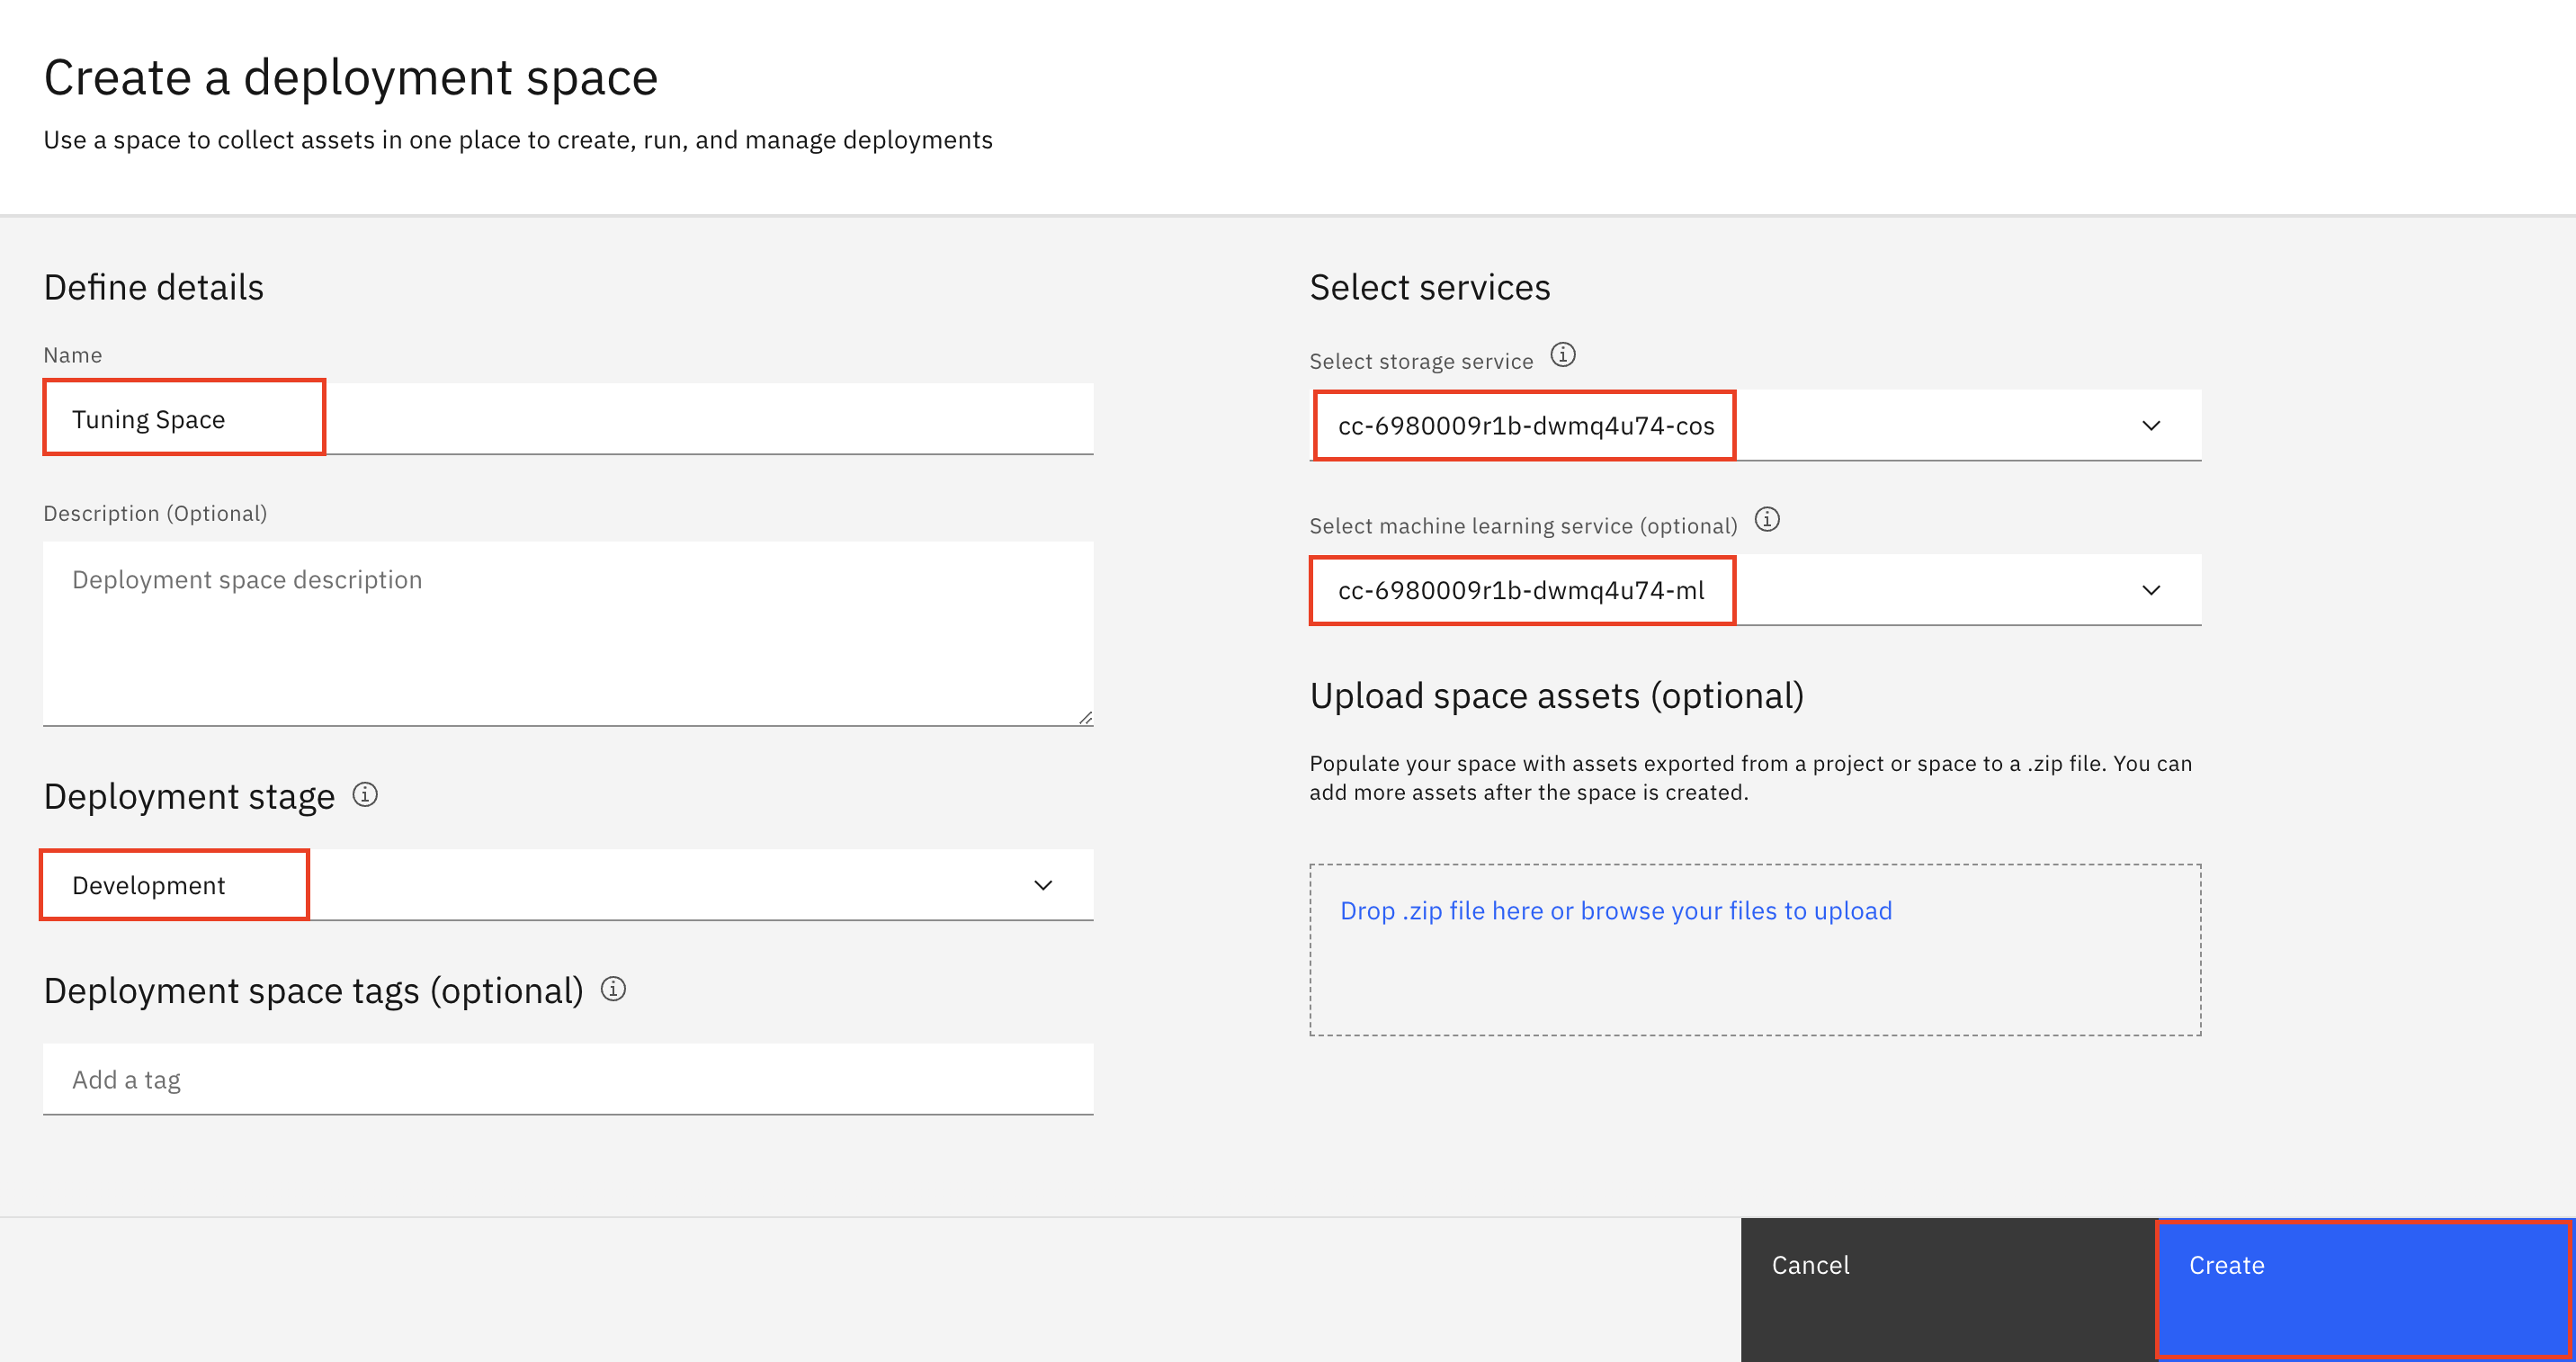 Create a deployment space
Use a space to collect assets in one place to create, run, and manage deployments
Define details
Name
Tuning Space
Description (Optional)
Deployment space description
Deployment stage
Development
Deployment space tags (optional)
Add a tag
Select services
Select storage service
cc-6980009r1b-dwmq4u74-cos
Select machine learning service (optional)
cc-6980009r1b-dwmq4u74-ml
Upload space assets (optional)
Populate your space with assets exported from a project or space to a .zip file. You can
add more assets after the space is created.
Drop .zip file here or browse your files to upload
Cancel
Create